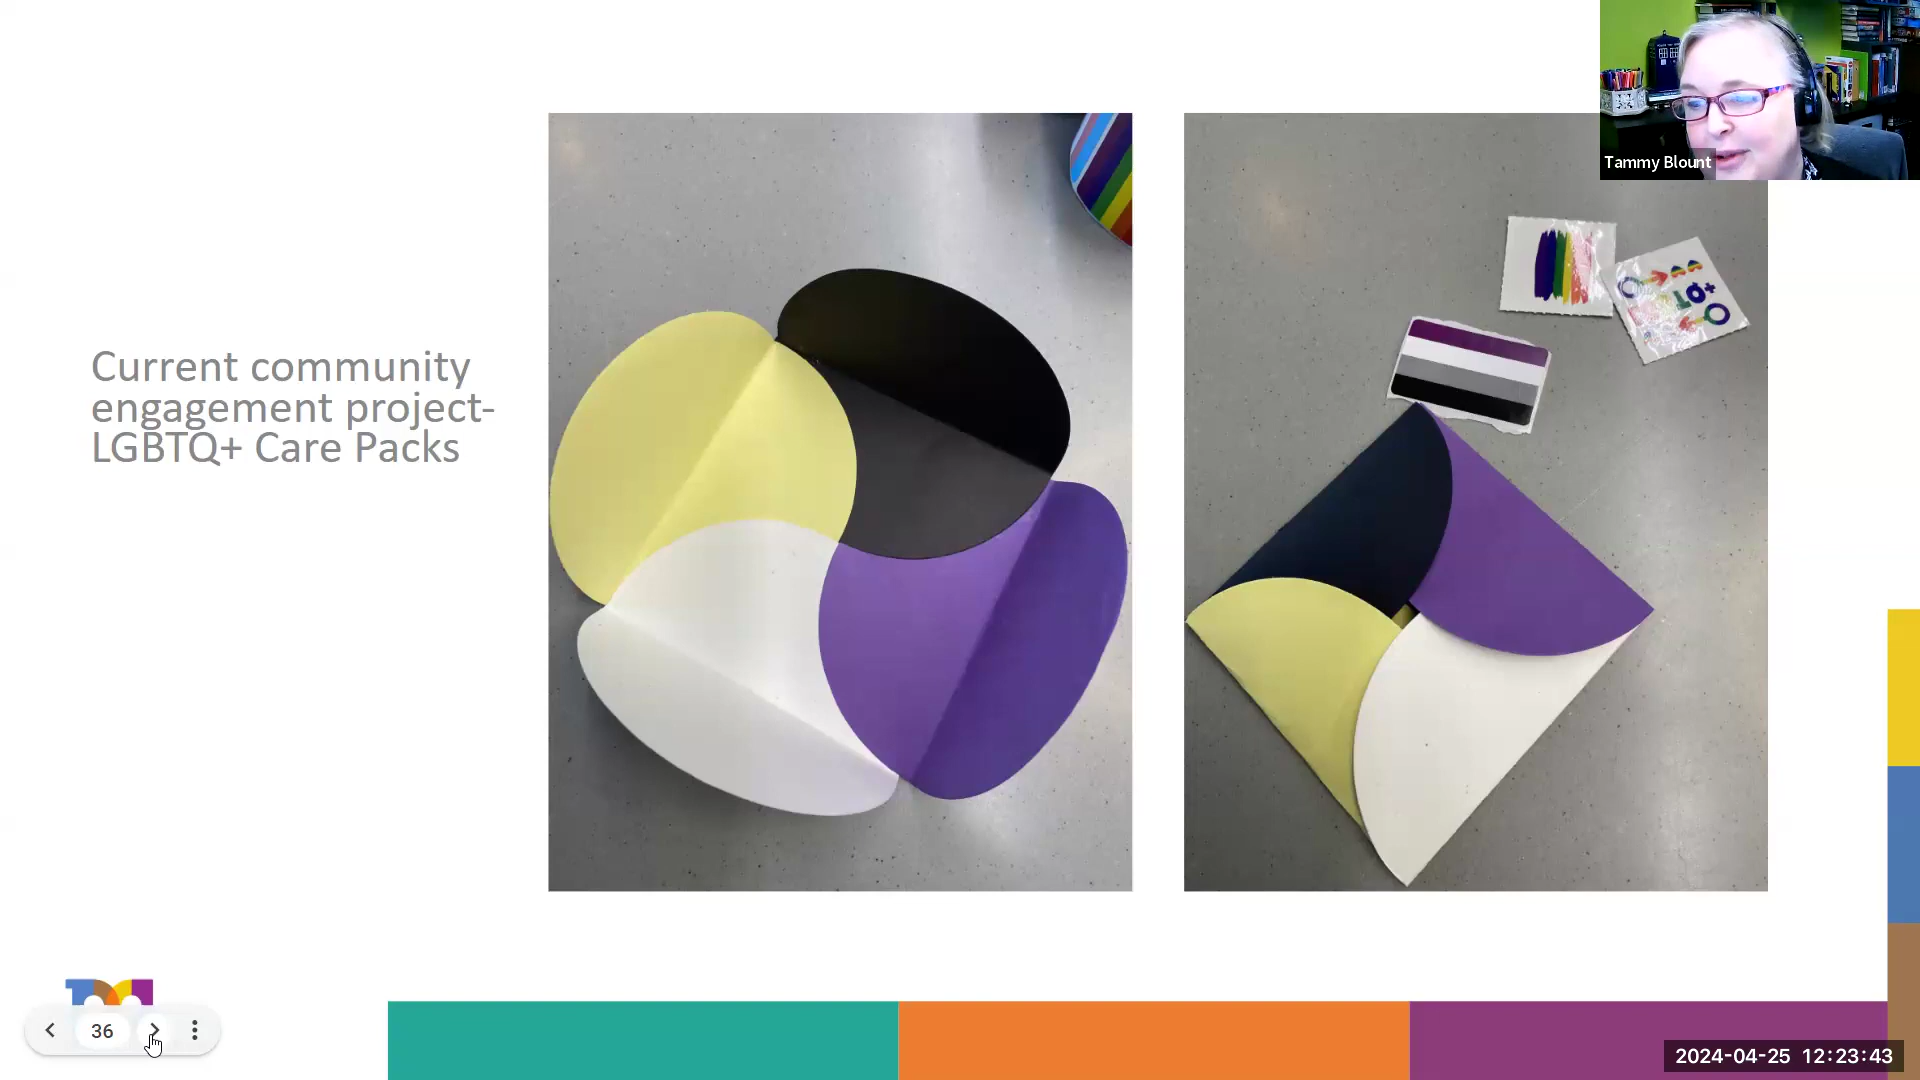 Tammy Blount
Current community
engagement project-
LGBTQ+ Care Packs
36
2024-04-25 12:23:43